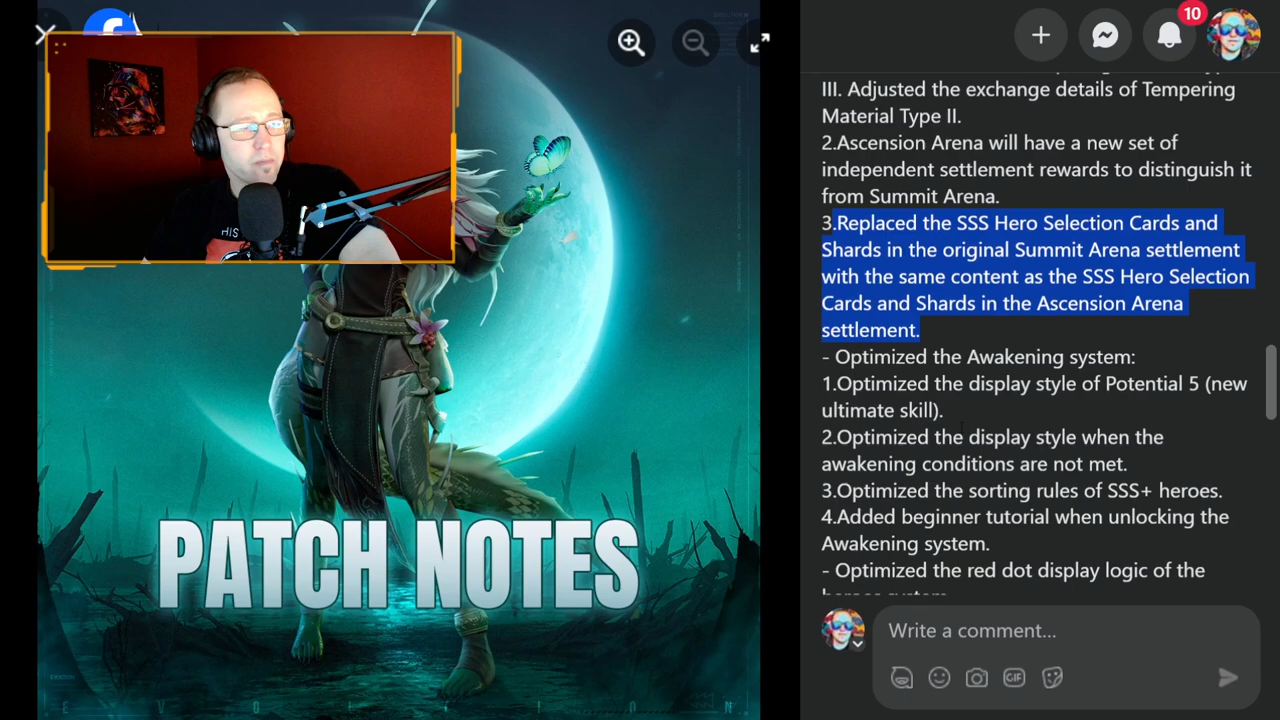 10
III. Adjusted the exchange details of Tempering
Material Type II.
2.Ascension Arena will have a new set of
independent settlement rewards to distinguish it
from Summit Arena.
3.Replaced the SSS Hero Selection Cards and
Shards in the original Summit Arena settlement
with the same content as the SSS Hero Selection
Cards and Shards in the Ascension Arena
settlement.
- Optimized the Awakening system:
1.Optimized the display style of Potential 5 (new
ultimate skill).
2.Optimized the display style when the
awakening conditions are not met.
3.Optimized the sorting rules of SSS+ heroes.
4.Added beginner tutorial when unlocking the
Awakening system.
- Optimized the red dot display logic of the
Write a comment...
GIF
HIS
PATCH NOTES